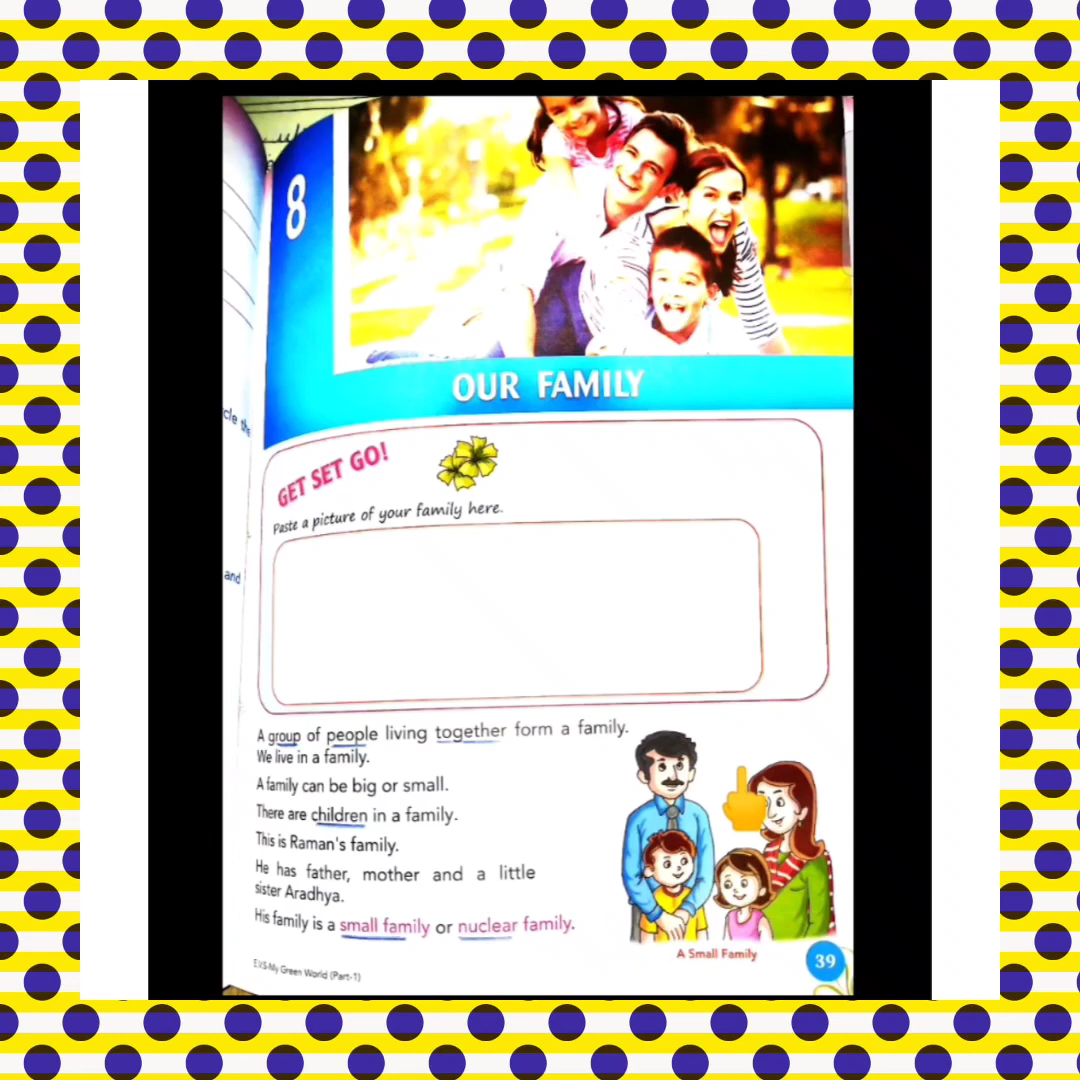 8
OUR FAMILY
cle the
and
GET SET GO!
Paste a picture of your family here.
A group of people living together form a family.
We live in a family.
A family can be big or small.
There are children in a family.
This is Raman's family.
He has father, mother and a little
sister Aradhya.
His family is a small family or nuclear family.
A Small Family
39
E.V.S-My Green World (Part-1)